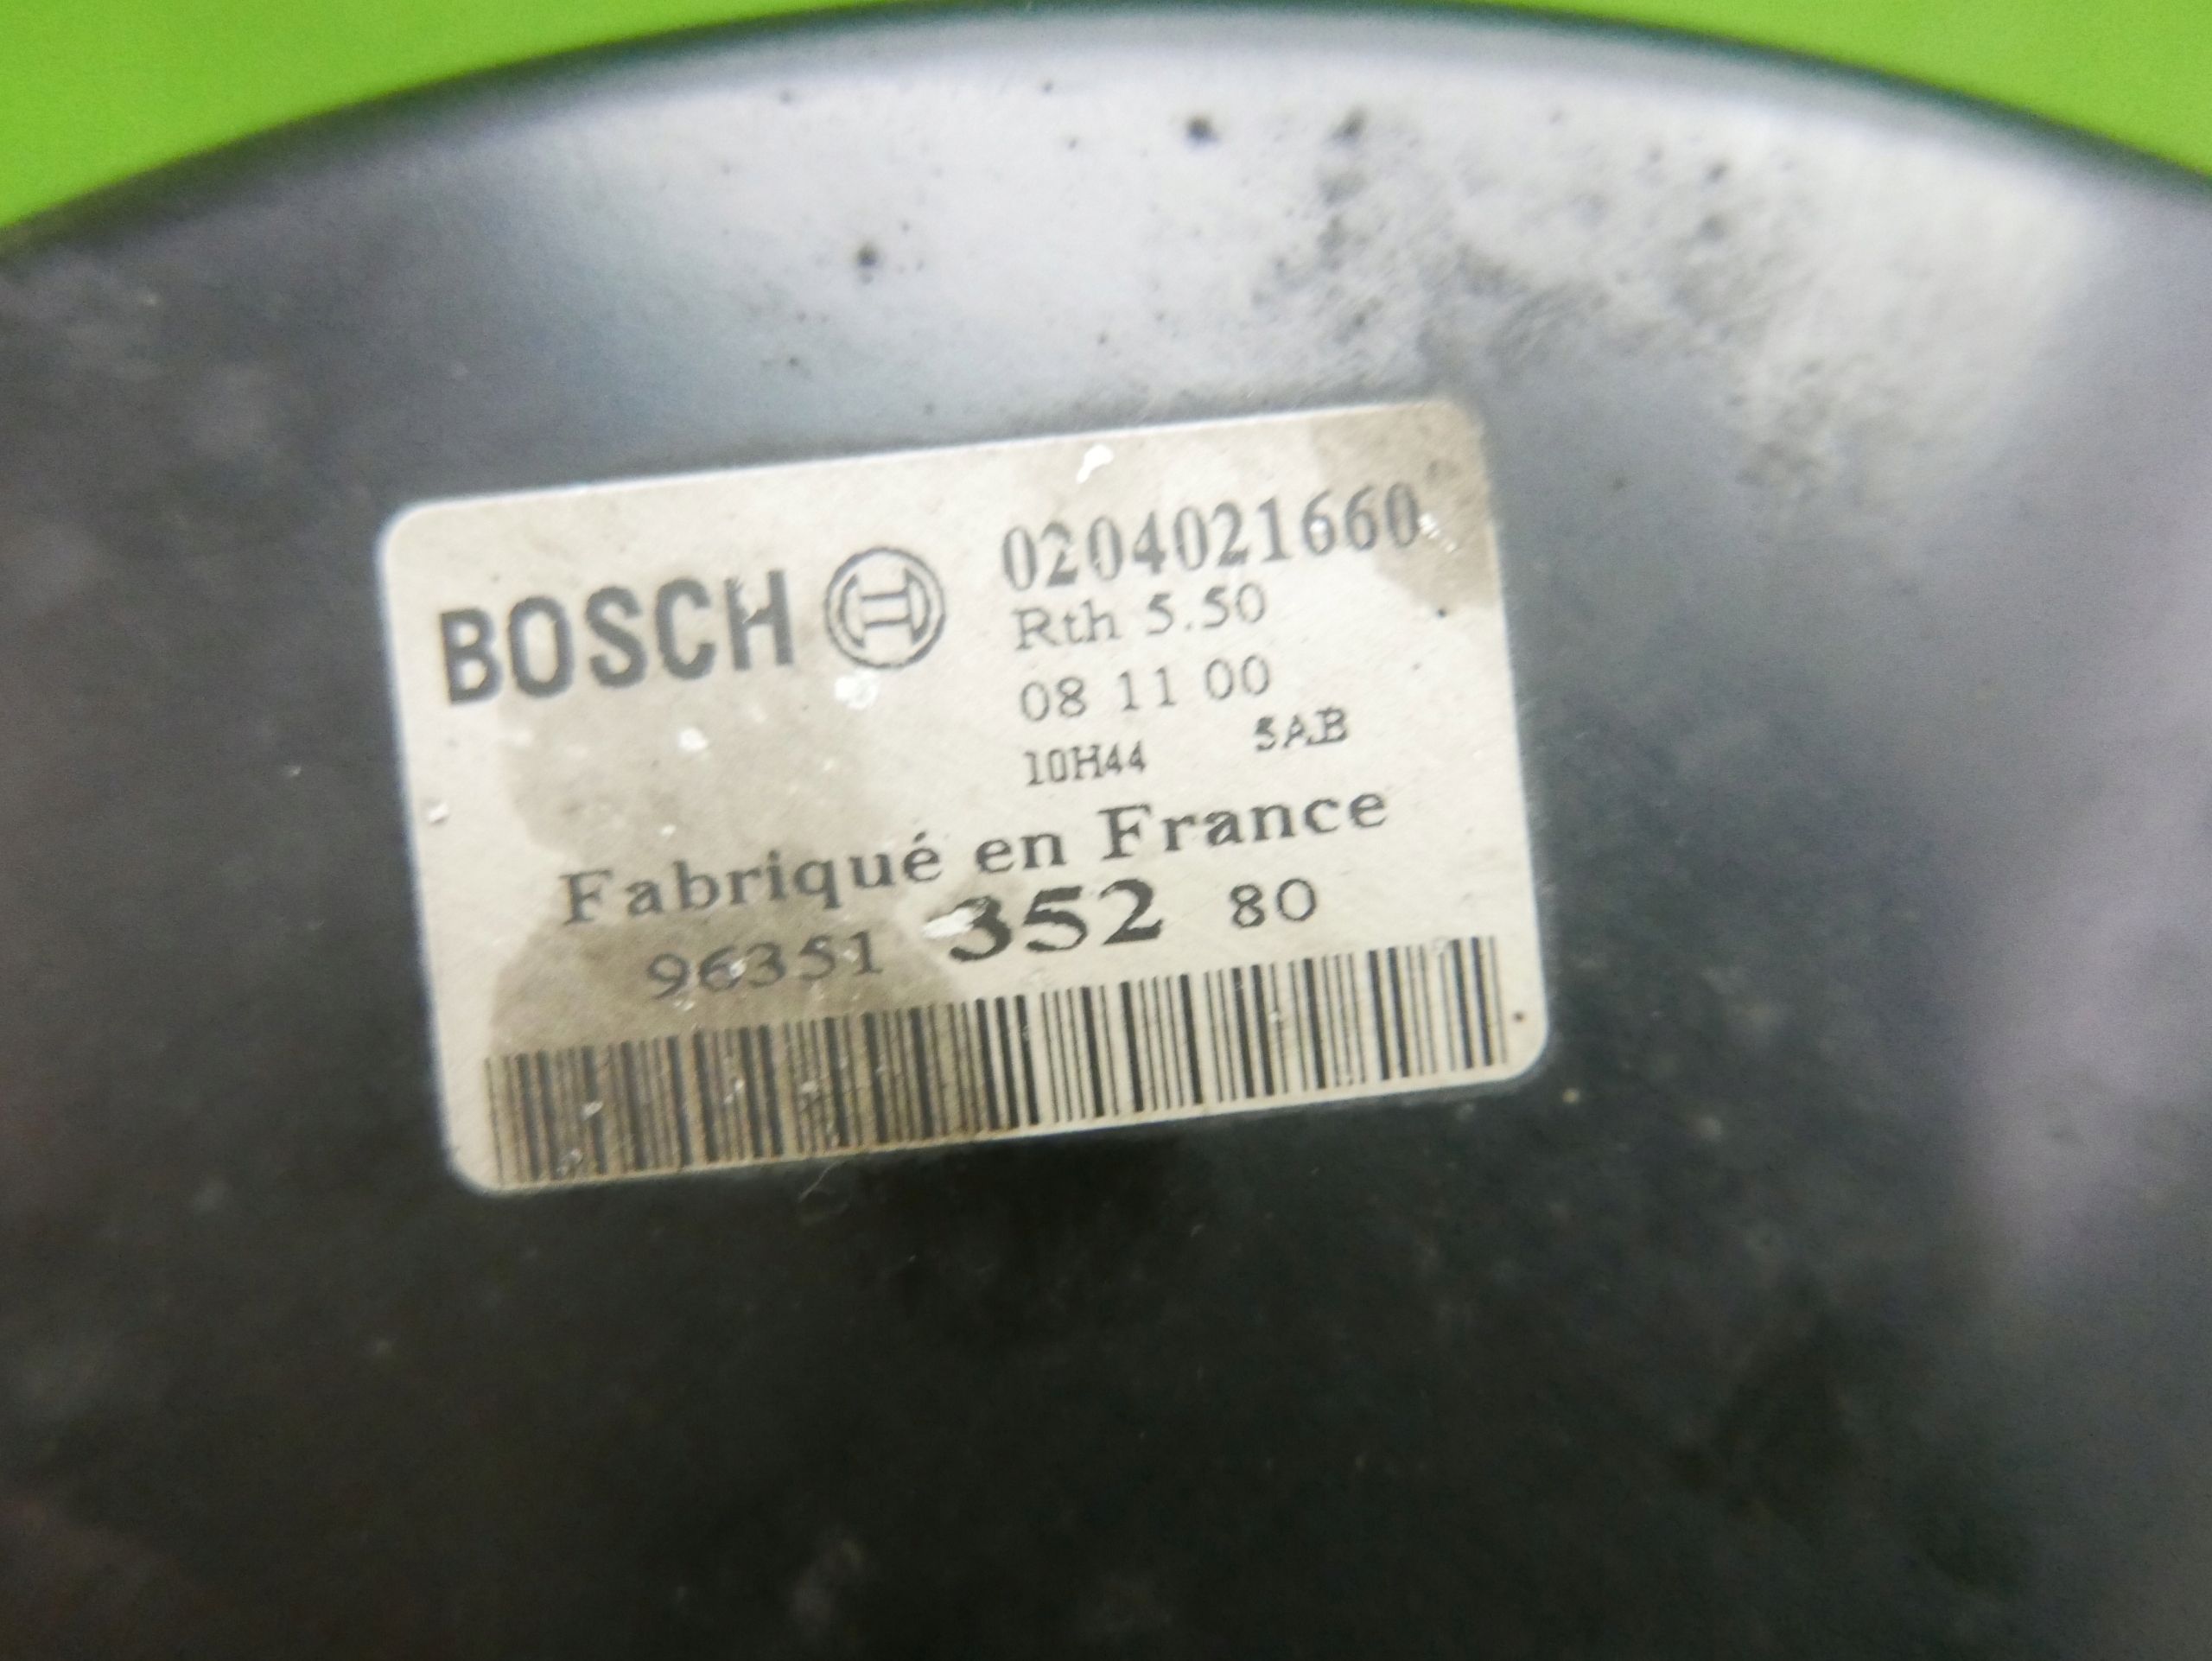 BOSCH 0204021660
Rth 5.50
08 11 00
10H44 5AB
Fabriqué en France
96351 352 80